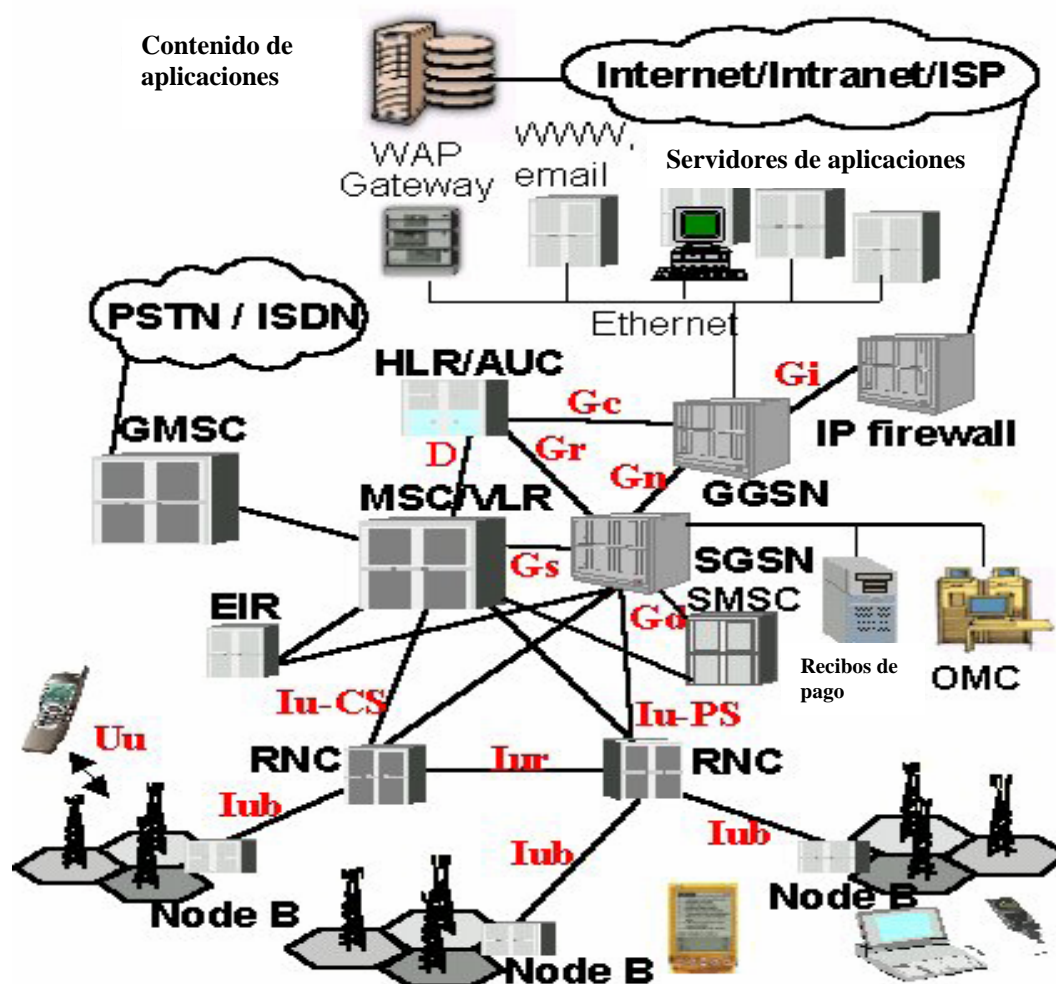 Contenido de
aplicaciones
Internet/Intranet/ISP
WAP
Gateway
WWW,
email
Servidores de aplicaciones
PSTN / ISDN
Ethernet
HLR/AUC
Gc
Gi
IP firewall
GMSC
D
Gr
Gn
GGSN
MSC/VLR
Gs
SGSN
SMSC
EIR
Gd
Recibos de
pago
OMC
Iu-CS
Iu-PS
Uu
RNC
Iur
RNC
Iub
Iub
Iub
Node B
Node B
Node B